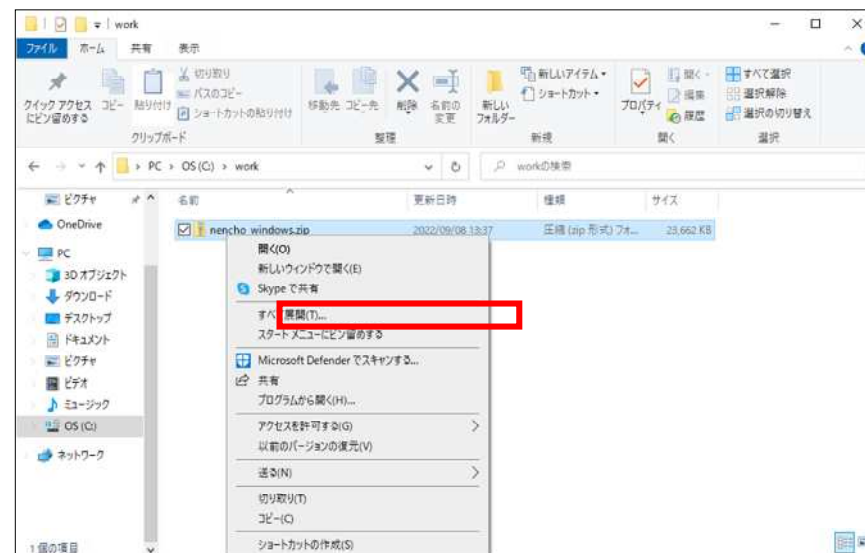 work
ファイル ホーム 共有 表示
クイック アクセス
にピン留めする
コピー
貼り付け
切り取り
パスのコピー
ショートカットの貼り付け
クリップボード
移動先
コピー先
削除
名前の
変更
整理
新しい
フォルダー
新しいアイテム
ショートカット
新規
プロパティ
開く
編集
履歴
開く
すべて選択
選択解除
選択の切り替え
選択
PC > OS (C:) > work
workの検索
名前 更新日時 種類 サイズ
ピクチャ
OneDrive
PC
3D オブジェクト
ダウンロード
デスクトップ
ドキュメント
ピクチャ
ビデオ
ミュージック
OS (C:)
ネットワーク
nencho_windows.zip 2022/09/08 13:37 圧縮 (zip 形式) フォ... 23,662 KB
開く(O)
新しいウィンドウで開く(E)
Skype で共有
すべ 展開(T)...
スタート メニューにピン留めする
Microsoft Defender でスキャンする...
共有
プログラムから開く(H)...
アクセスを許可する(G)
以前のバージョンの復元(V)
送る(N)
切り取り(T)
コピー(C)
ショートカットの作成(S)
1 個の項目